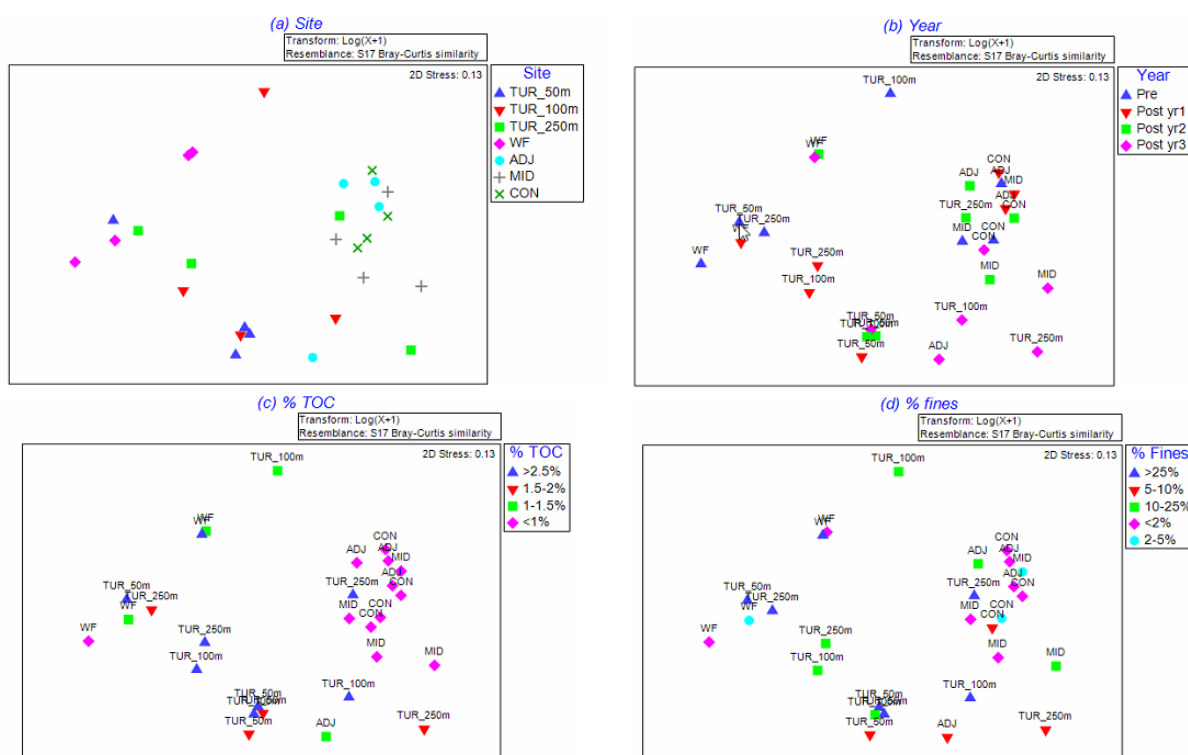 (a) Site
Transform: Log(X+1)
Resemblance: S17 Bray-Curtis similarity
2D Stress: 0.13
Site
TUR_50m
TUR_100m
TUR_250m
WF
ADJ
MID
CON
(b) Year
Transform: Log(X+1)
Resemblance: S17 Bray-Curtis similarity
2D Stress: 0.13
Year
Pre
Post yr1
Post yr2
Post yr3
TUR_100m
WF
CON
ADJ
ADJ
MID
ADJ
TUR_50m
TUR_250m
CON
TUR_250m
CON
MID
CON
WF
TUR_250m
MID
MID
TUR_100m
TUR_100m
TUR_50m
TUR_50m
ADJ
TUR_250m
(c) % TOC
Transform: Log(X+1)
Resemblance: S17 Bray-Curtis similarity
2D Stress: 0.13
% TOC
>2.5%
1.5-2%
1-1.5%
<1%
TUR_100m
WF
CON
ADJ
ADJ
MID
ADJ
TUR_50m
TUR_250m
TUR_250m
CON
WF
MID
CON
CON
WF
TUR_250m
MID
MID
TUR_100m
TUR_100m
TUR_50m
TUR_50m
ADJ
TUR_250m
(d) % fines
Transform: Log(X+1)
Resemblance: S17 Bray-Curtis similarity
2D Stress: 0.13
% Fines
>25%
5-10%
10-25%
<2%
2-5%
TUR_100m
WF
CON
ADJ
ADJ
MID
ADJ
TUR_50m
TUR_250m
TUR_250m
CON
WF
MID
CON
CON
WF
TUR_250m
MID
MID
TUR_100m
TUR_100m
TUR_50m
TUR_50m
ADJ
TUR_250m